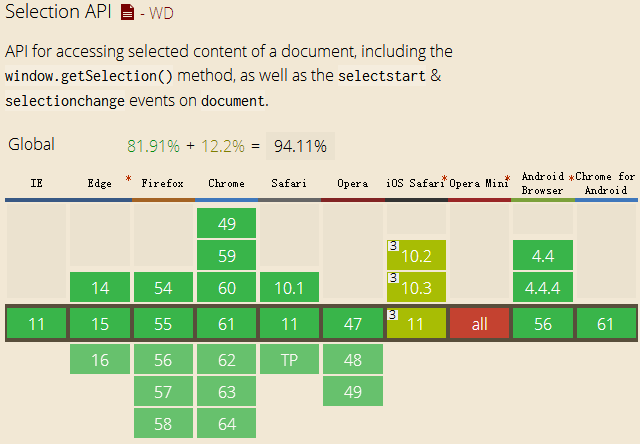 Selection API - WD
API for accessing selected content of a document, including the
window.getSelection() method, as well as the selectstart &
selectionchange events on document.
Global 81.91% + 12.2% = 94.11%
IE Edge * Firefox Chrome Safari Opera iOS Safari * Opera Mini * Android Browser * Chrome for Android
49
59 3 10.2 4.4
14 54 60 10.1 3 10.3 4.4.4
11 15 55 61 11 47 3 11 all 56 61
16 56 62 TP 48
57 63 49
58 64